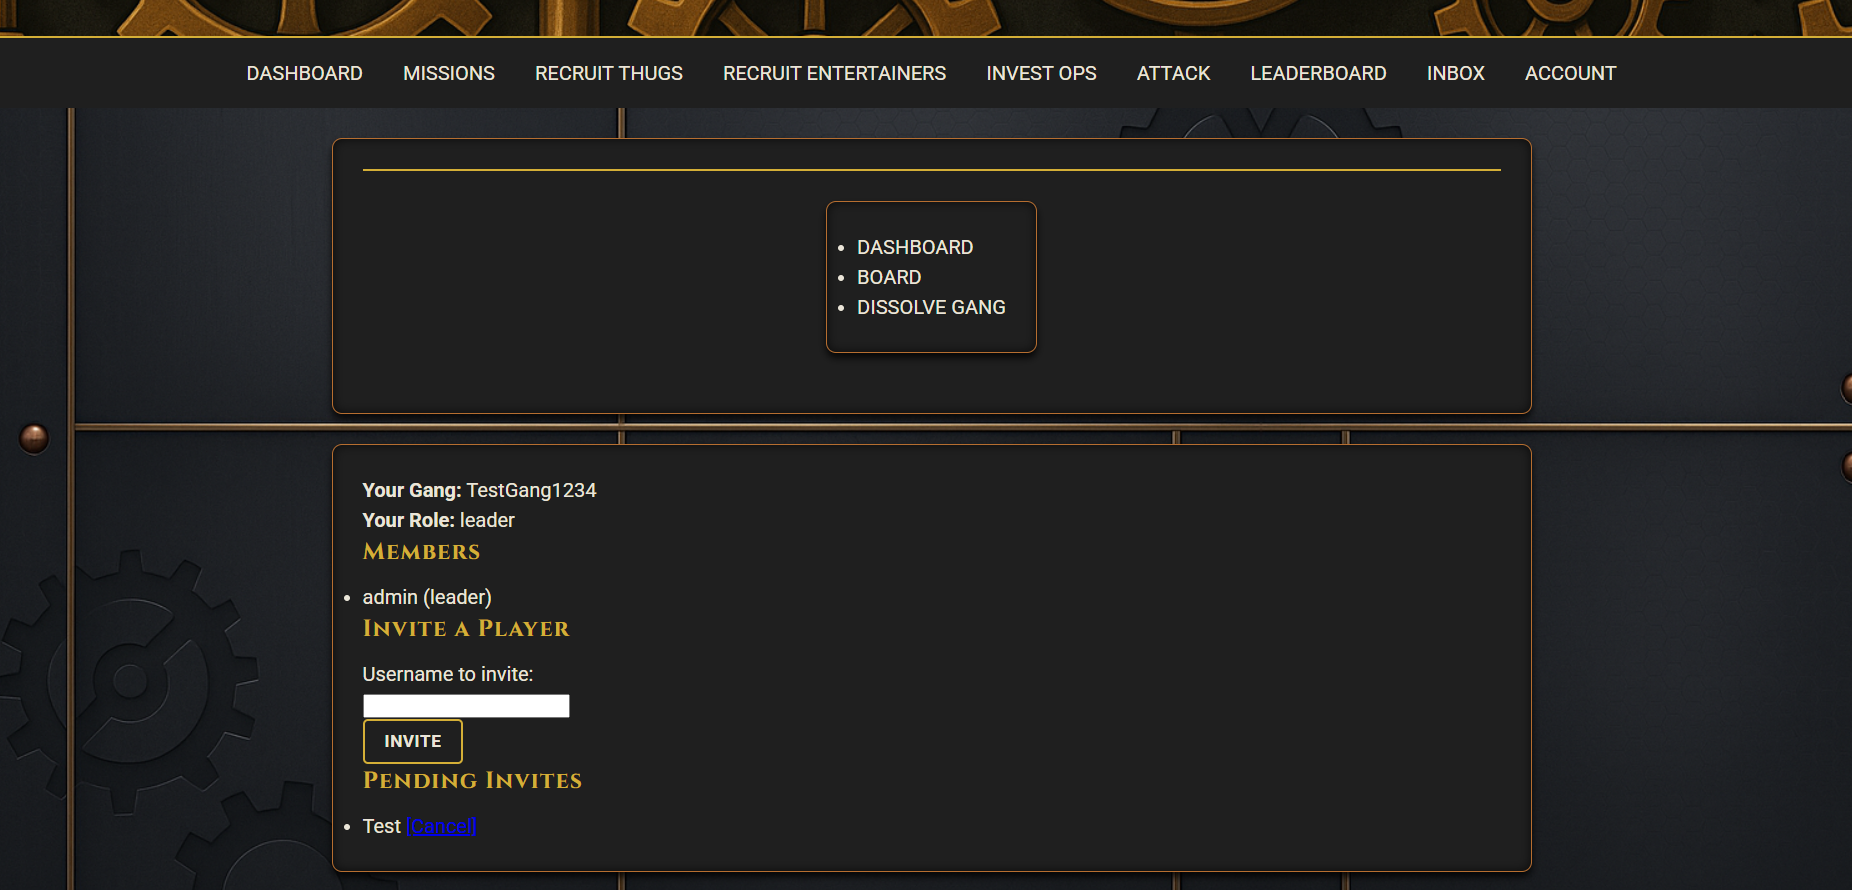 DASHBOARD MISSIONS RECRUIT THUGS RECRUIT ENTERTAINERS INVEST OPS ATTACK LEADERBOARD INBOX ACCOUNT
DASHBOARD
BOARD
DISSOLVE GANG
Your Gang: TestGang1234
Your Role: leader
Members
admin (leader)
Invite a Player
Username to invite:
INVITE
Pending Invites
Test [Cancel]